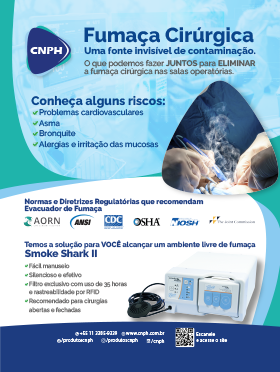 CNPH
Fumaça Cirúrgica
Uma fonte invisível de contaminação.
O que podemos fazer JUNTOS para ELIMINAR
a fumaça cirúrgica nas salas operatórias.
Conheça alguns riscos:
Problemas cardiovasculares
Asma
Bronquite
Alergias e irritação das mucosas
Normas e Diretrizes Regulatórias que recomendam
Evacuador de Fumaça
AORN
ANSI
CDC
OSHA
NIOSH
The Joint Commission
Temos a solução para VOCÊ alcançar um ambiente livre de fumaça
Smoke Shark II
• Fácil manuseio
• Silencioso e efetivo
• Filtro exclusivo com uso de 35 horas
e rastreabilidade por RFID
• Recomendado para cirurgias
abertas e fechadas
www.cnph.com.br
@/produtoscnph
/produtoscnph
/cnph
Escaneie
e acesse o site